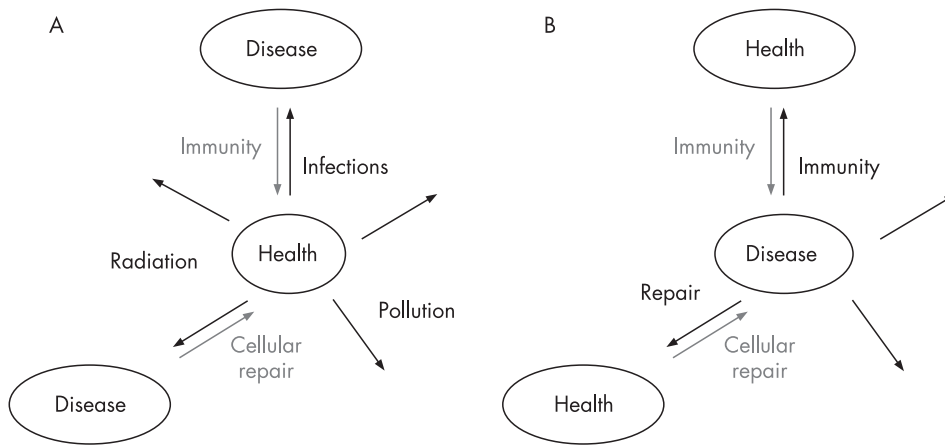 A
Disease
Immunity
Infections
Radiation
Health
Pollution
Cellular
repair
Disease
B
Health
Immunity
Immunity
Disease
Repair
Cellular
repair
Health